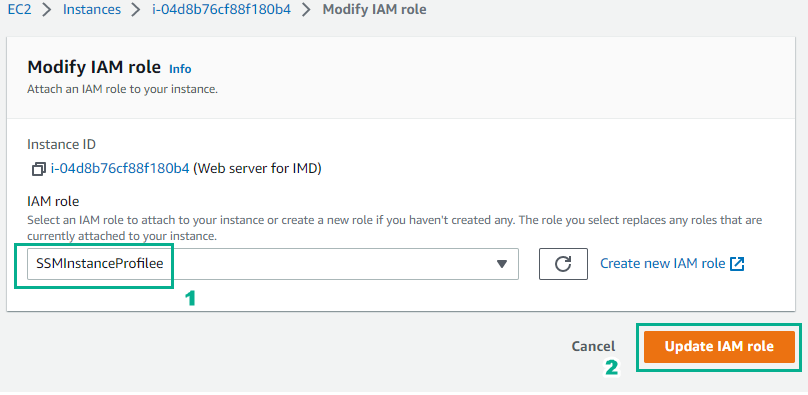 EC2 > Instances > i-04d8b76cf88f180b4 > Modify IAM role
Modify IAM role Info
Attach an IAM role to your instance.
Instance ID
i-04d8b76cf88f180b4 (Web server for IMD)
IAM role
Select an IAM role to attach to your instance or create a new role if you haven't created any. The role you select replaces any roles that are
currently attached to your instance.
SSMInstanceProfilee
Create new IAM role
1
Cancel
Update IAM role
2